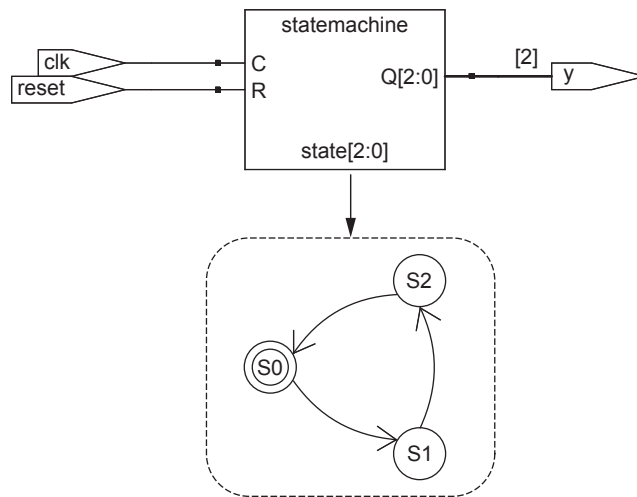 statemachine
clk
reset
C
R
Q[2:0]
[2]
y
state[2:0]
S2
S0
S1